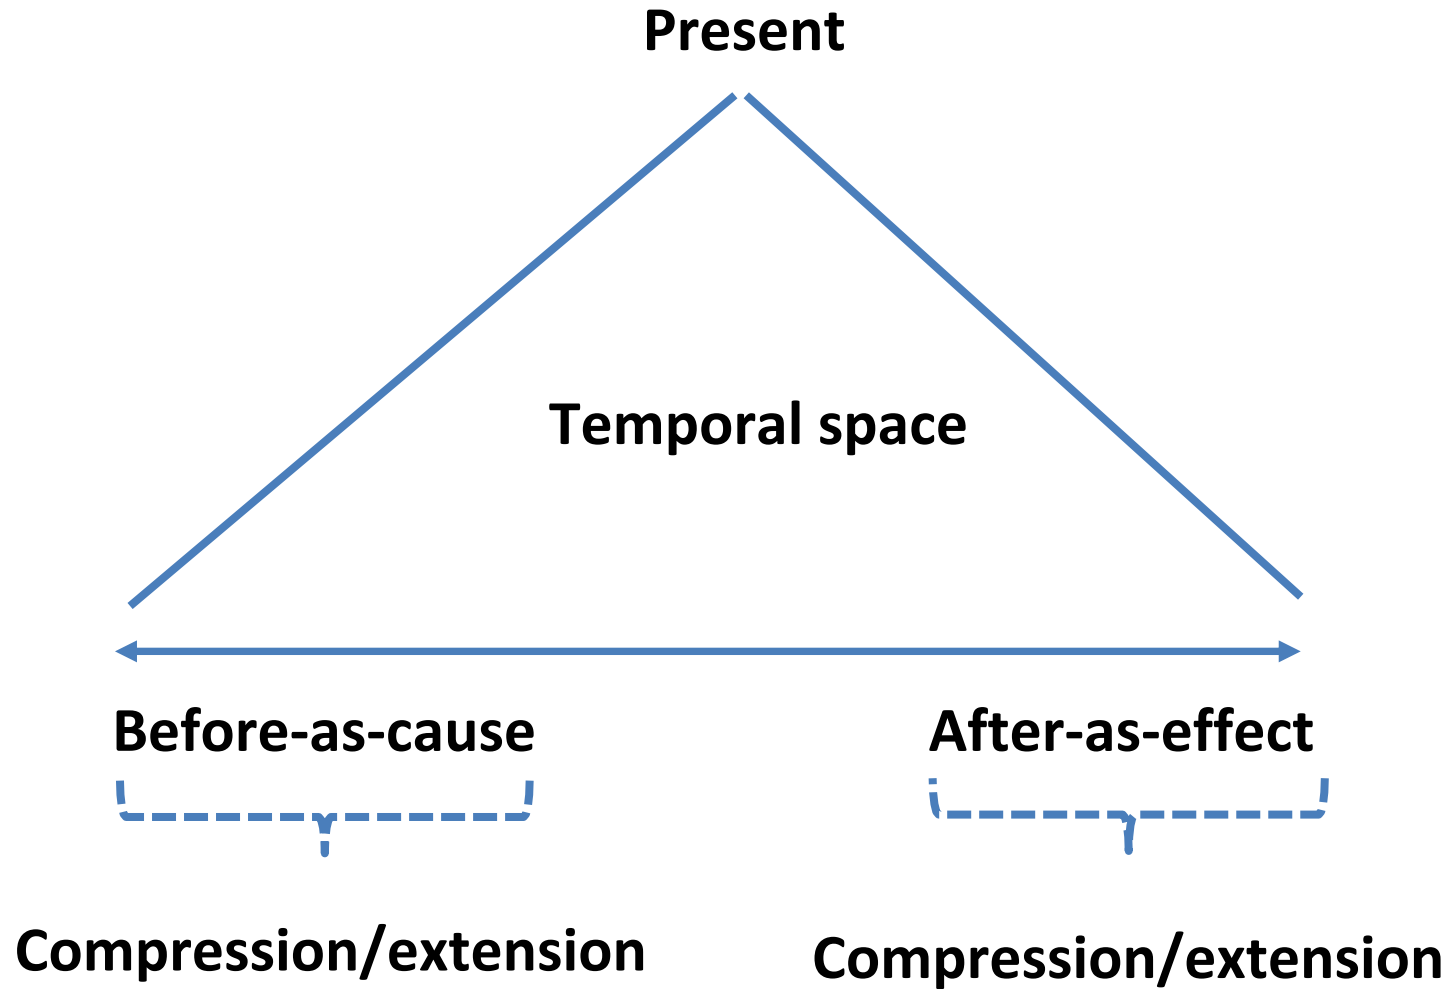 Present
Temporal space
Before-as-cause
After-as-effect
Compression/extension
Compression/extension